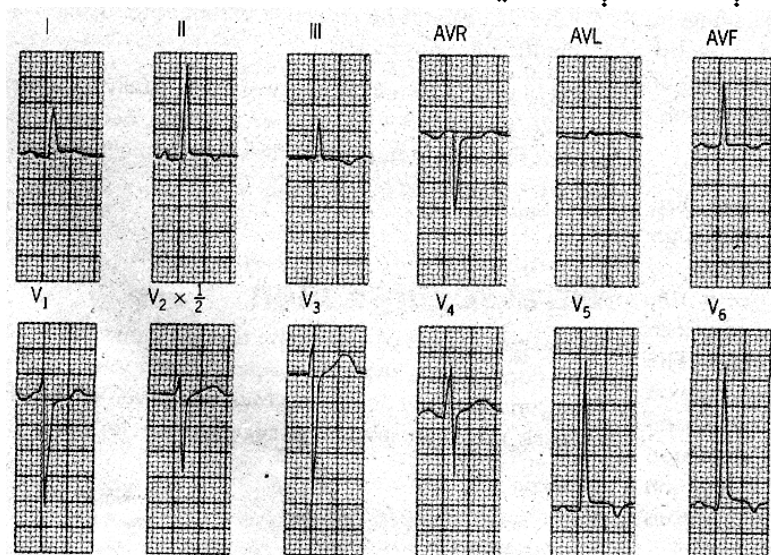 I II III AVR AVL AVF
V₁ V₂ × ½ V₃ V₄ V₅ V₆